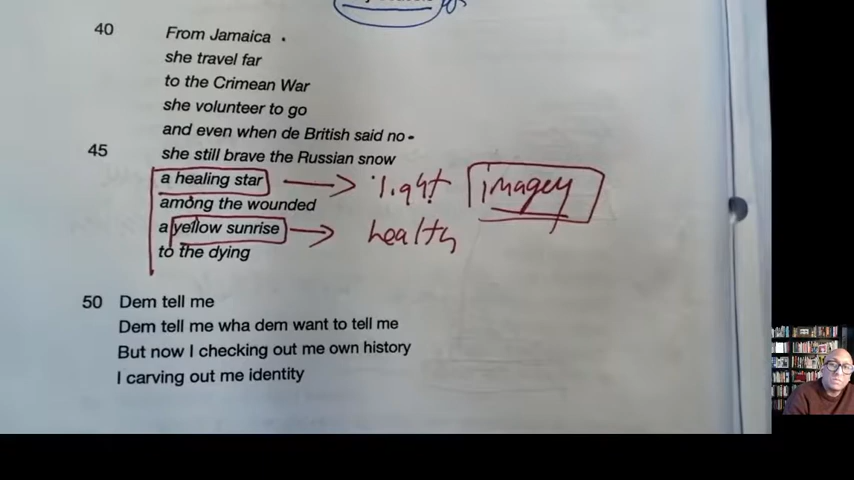 40 From Jamaica
she travel far
to the Crimean War
she volunteer to go
and even when de British said no
45 she still brave the Russian snow
a healing star light imagery
among the wounded
a yellow sunrise health
to the dying
50 Dem tell me
Dem tell me wha dem want to tell me
But now I checking out me own history
I carving out me identity